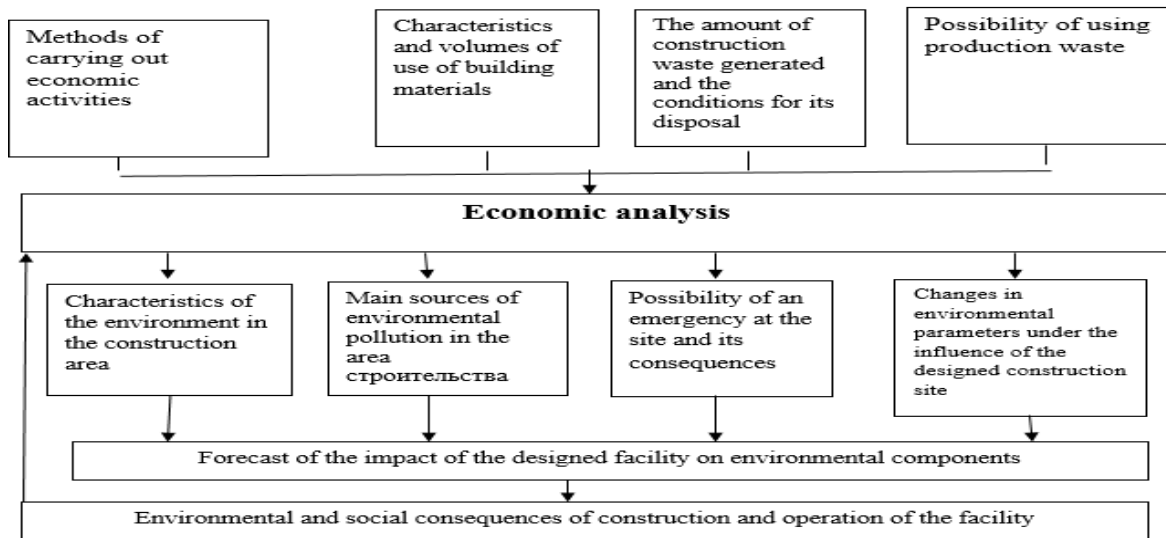 Methods of
carrying out
economic
activities
Characteristics
and volumes of
use of building
materials
The amount of
construction
waste generated
and the
conditions for its
disposal
Possibility of using
production waste
Economic analysis
Characteristics of
the environment in
the construction
area
Main sources of
environmental
pollution in the
area
строительства
Possibility of an
emergency at the
site and its
consequences
Changes in
environmental
parameters under the
influence of the
designed construction
site
Forecast of the impact of the designed facility on environmental components
Environmental and social consequences of construction and operation of the facility